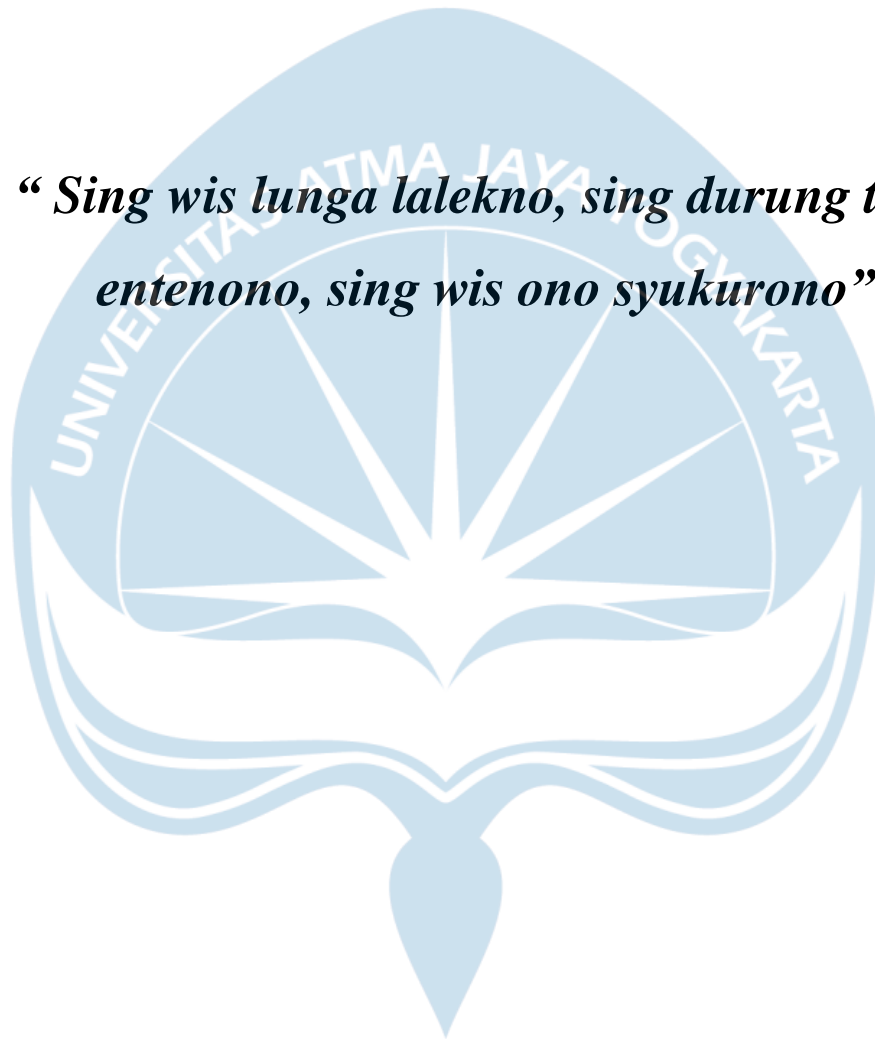 “ Sing wis lunga lalekno, sing durung t
entenono, sing wis ono syukurono”
UNIVERSITAS ATMA JAYA YOGYAKARTA